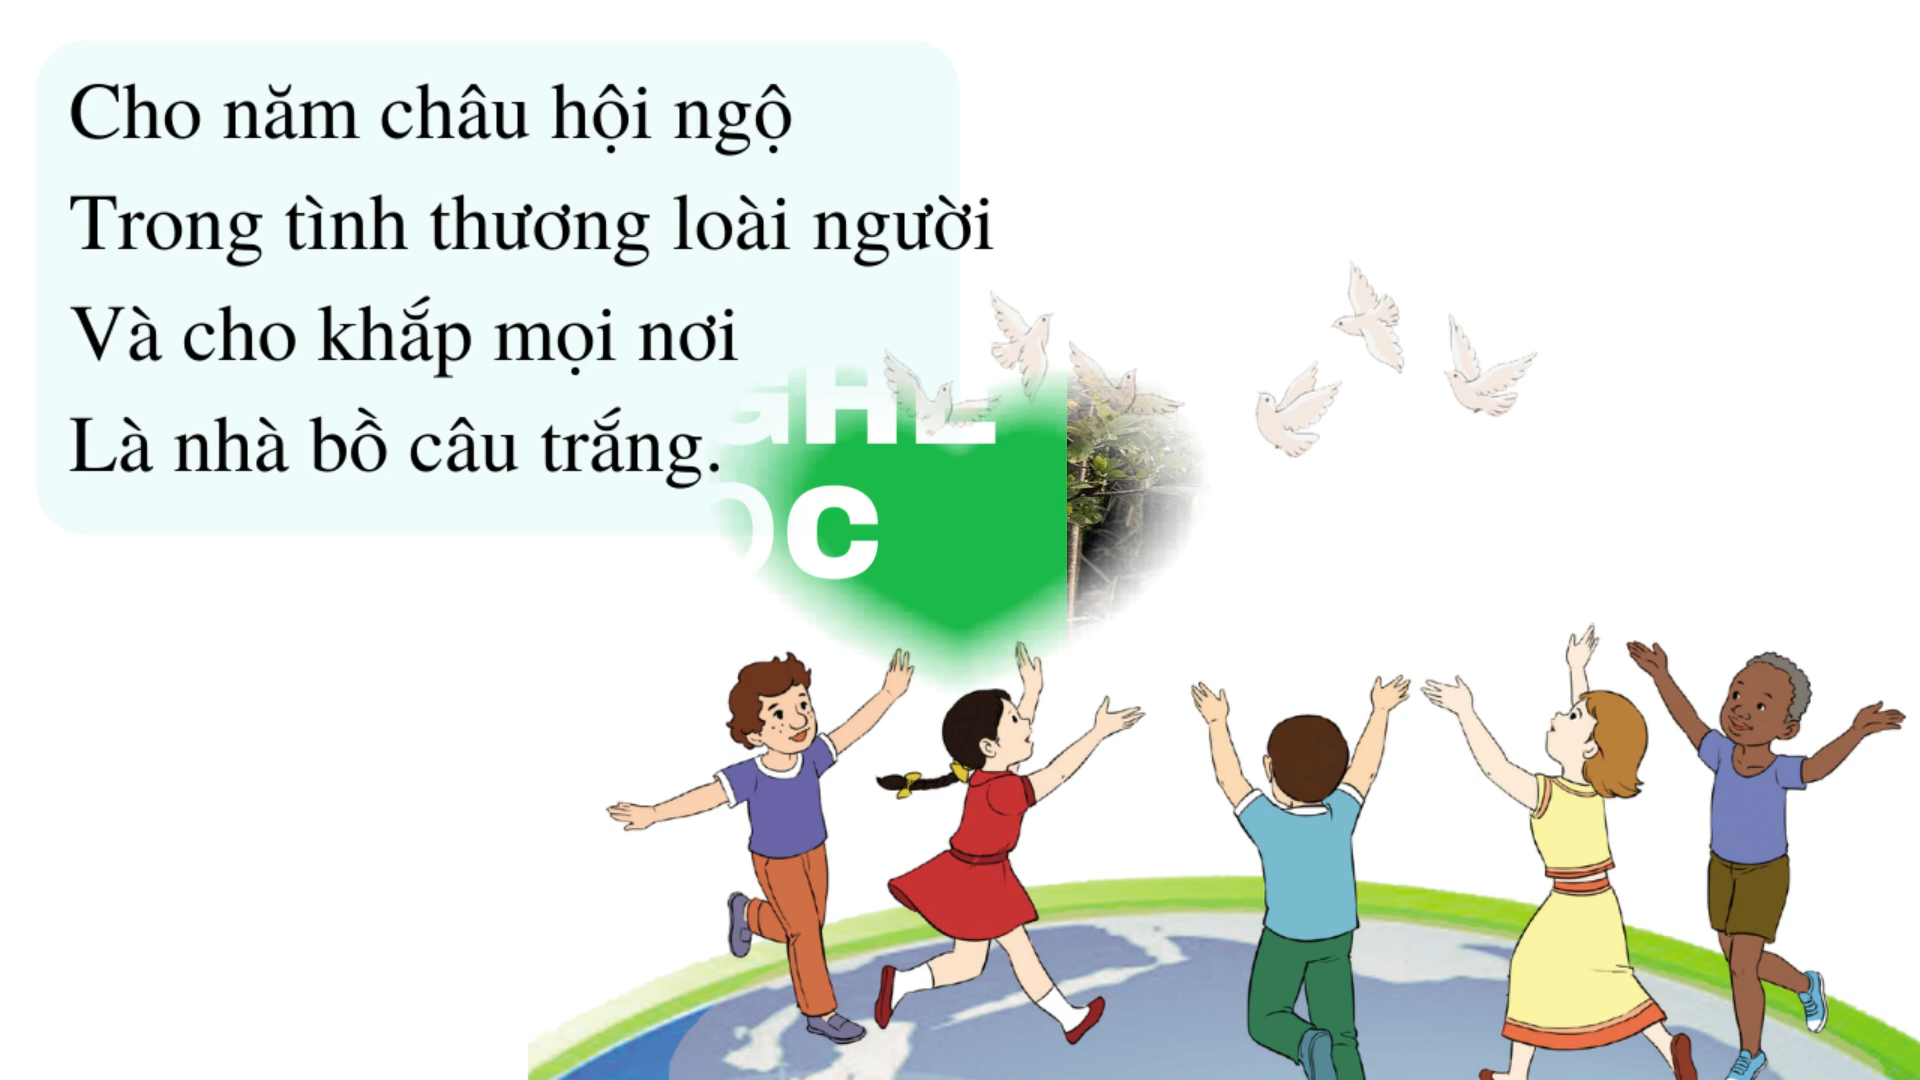 Cho năm châu hội ngộ
Trong tình thương loài người
Và cho khắp mọi nơi
Là nhà bồ câu trắng.